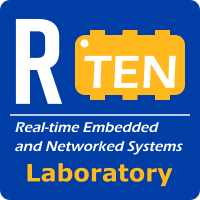 R TEN
Real-time Embedded
and Networked Systems
Laboratory